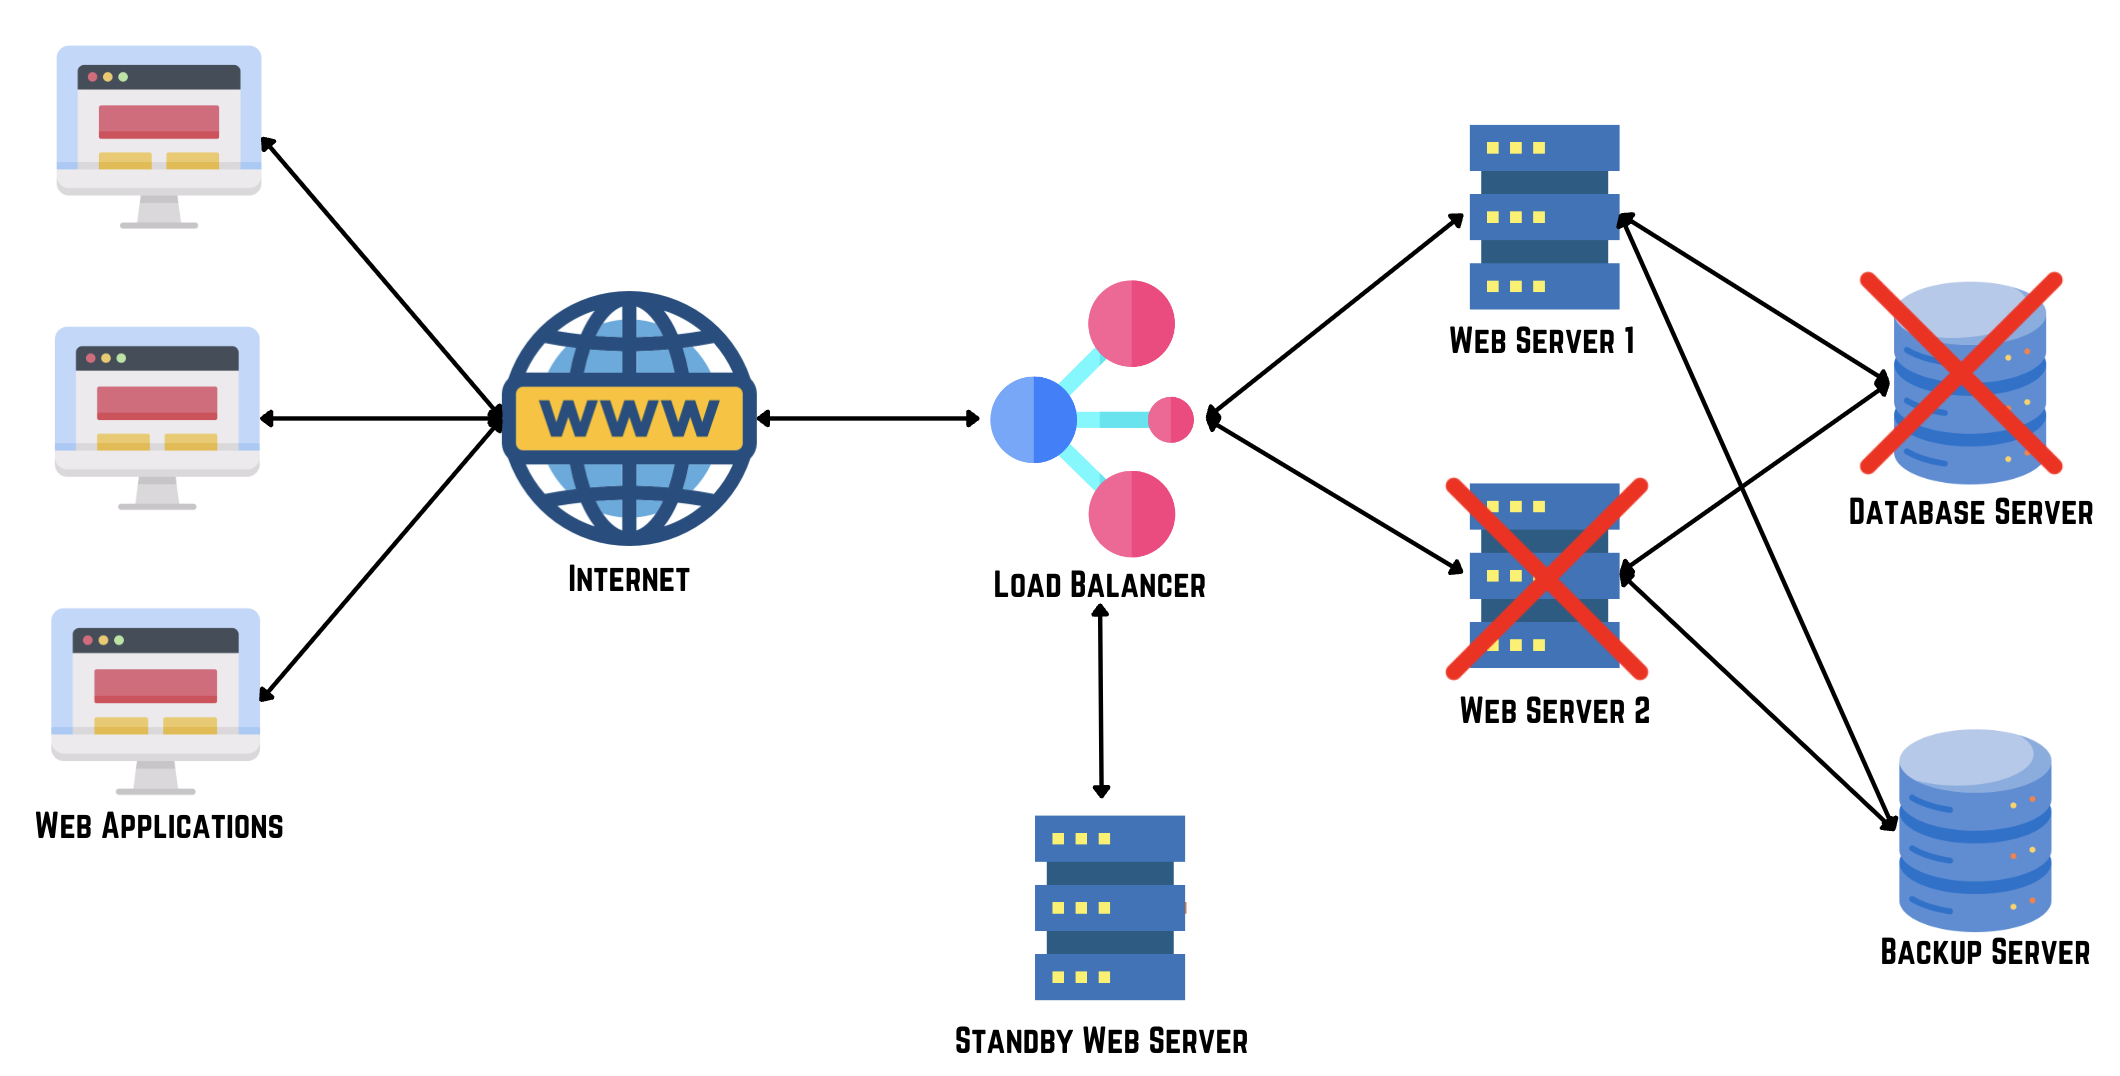 Web Applications
WWW
Internet
Load Balancer
Standby Web Server
Web Server 1
Web Server 2
Database Server
Backup Server